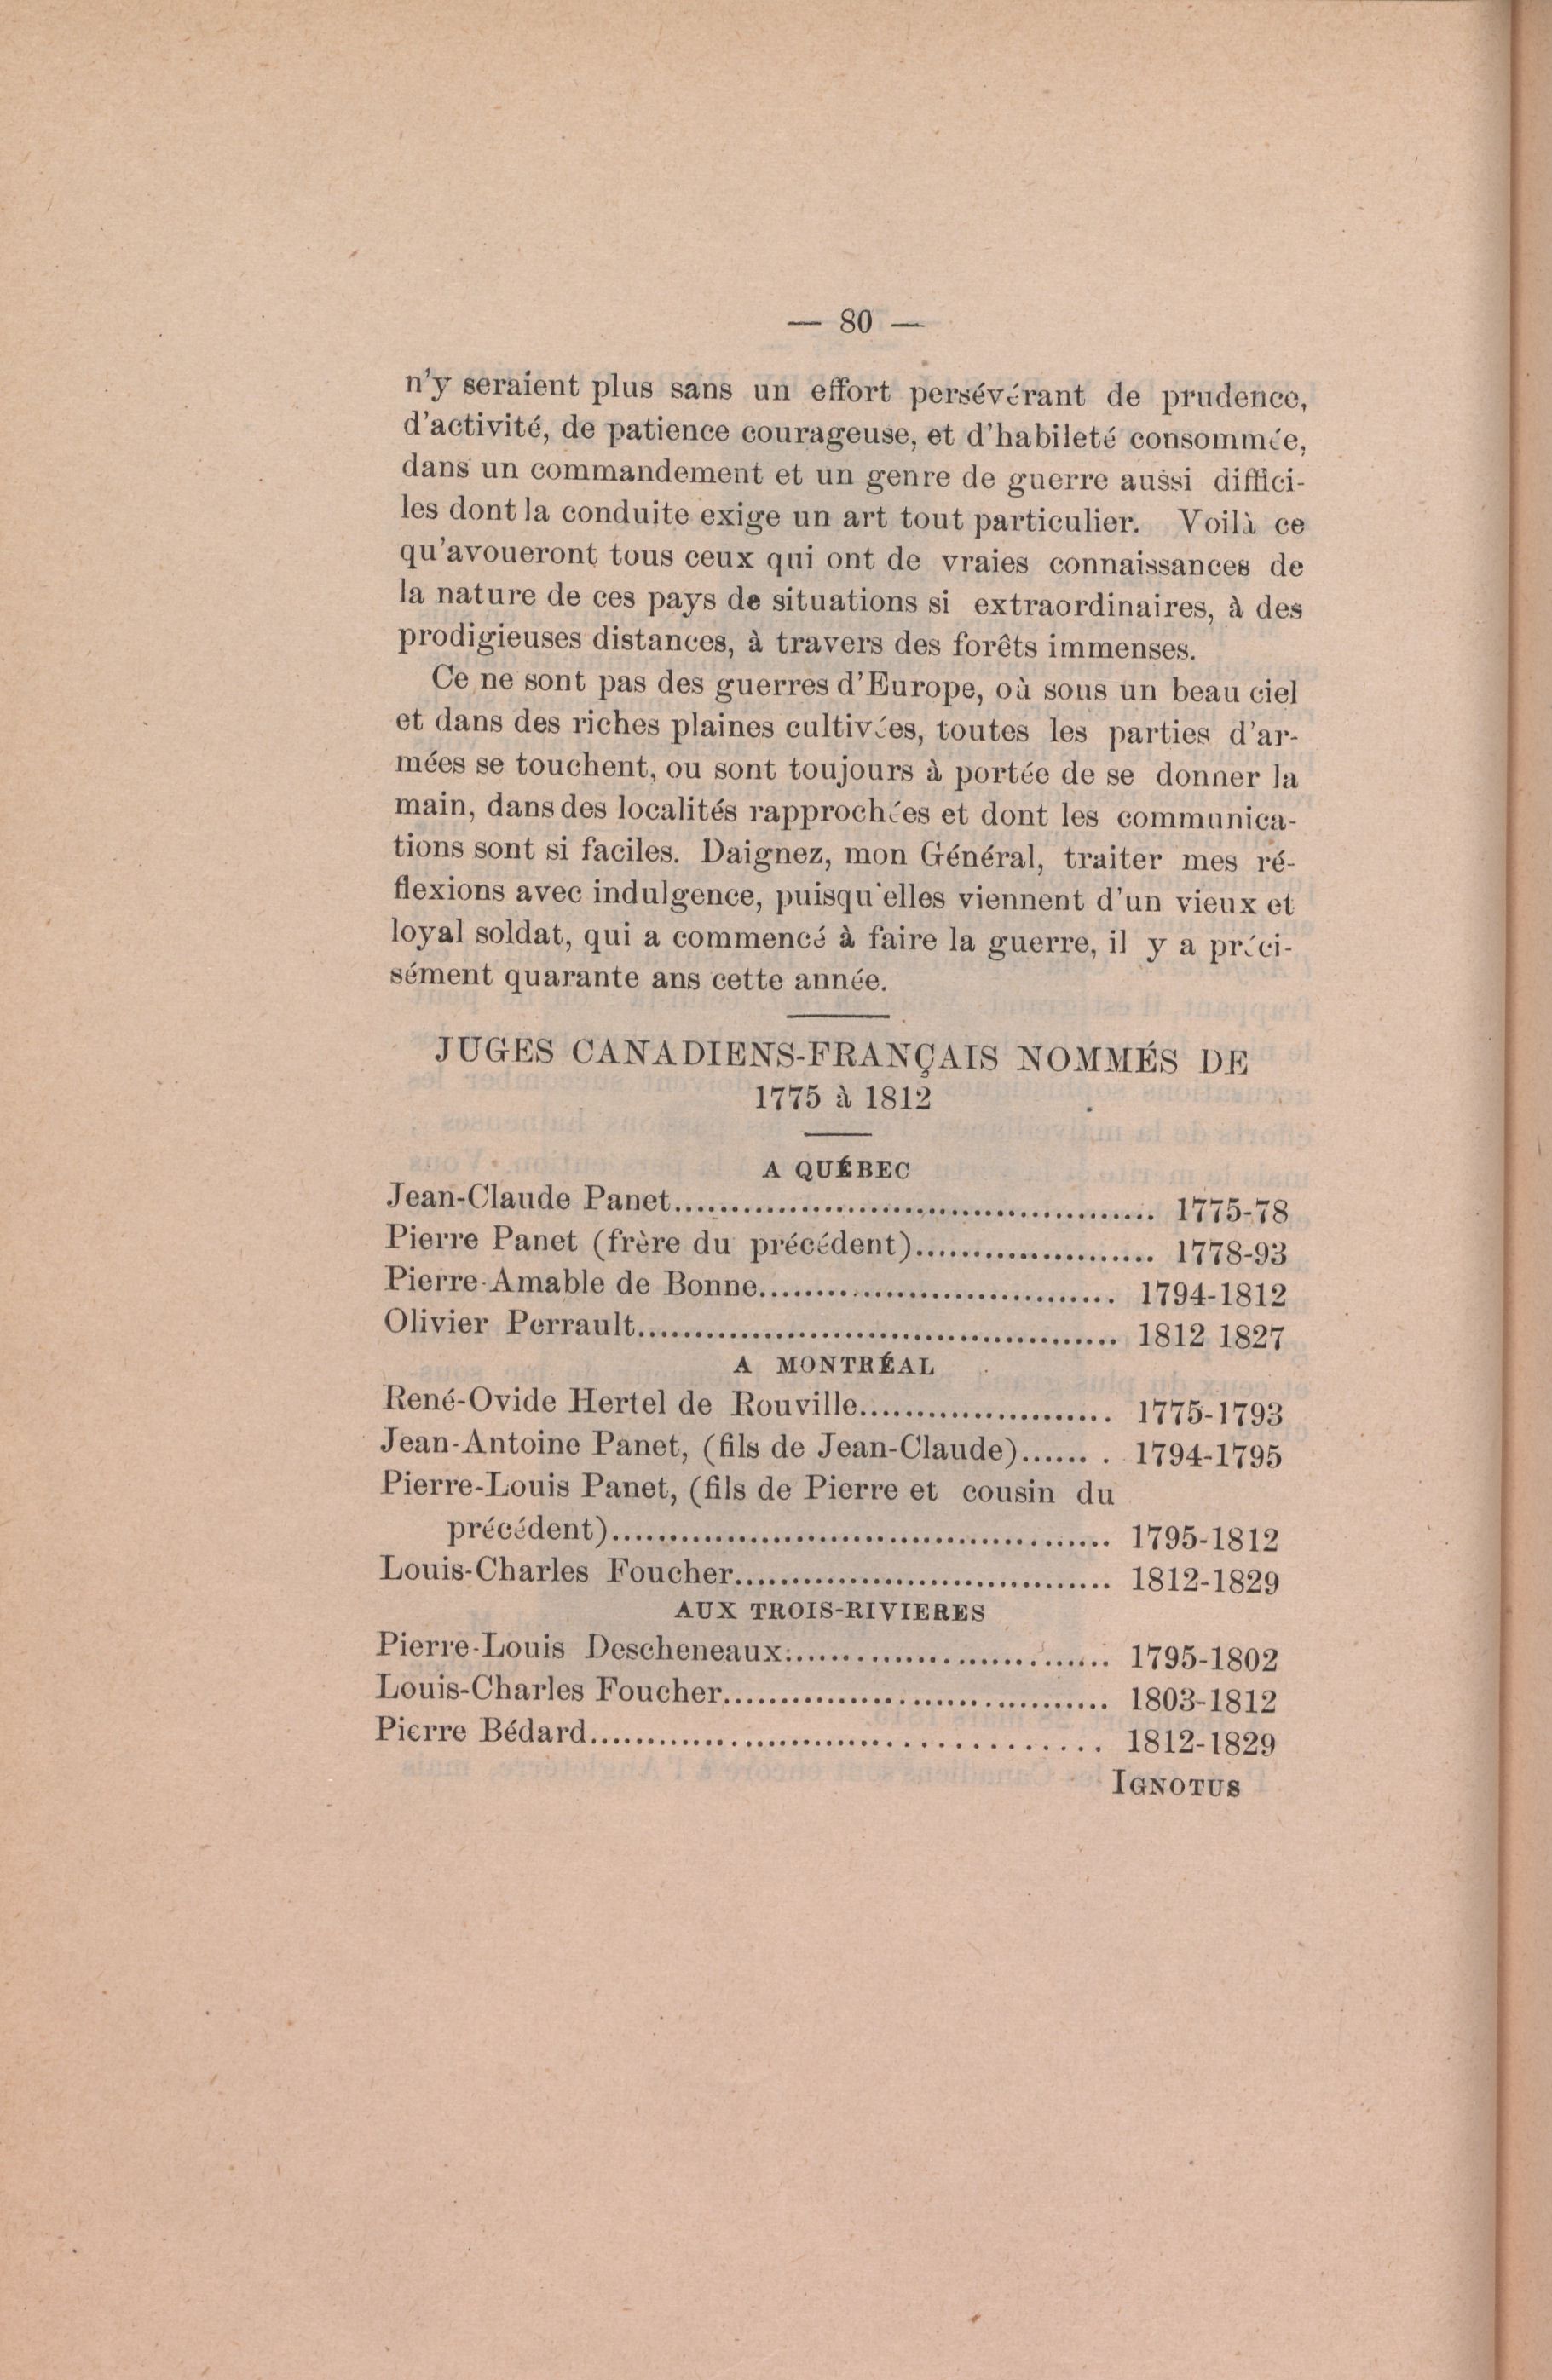 — 80 —
n'y seraient plus sans un effort persévérant de prudence,
d'activité, de patience courageuse, et d'habileté consommée,
dans un commandement et un genre de guerre aussi diffici-
les dont la conduite exige un art tout particulier. Voilà ce
qu'avoueront tous ceux qui ont de vraies connaissances de
la nature de ces pays de situations si extraordinaires, à des
prodigieuses distances, à travers des forêts immenses.
Ce ne sont pas des guerres d'Europe, où sous un beau ciel
et dans des riches plaines cultivées, toutes les parties d'ar-
mées se touchent, ou sont toujours à portée de se donner la
main, dans des localités rapprochées et dont les communica-
tions sont si faciles. Daignez, mon Général, traiter mes ré-
flexions avec indulgence, puisqu'elles viennent d'un vieux et
loyal soldat, qui a commencé à faire la guerre, il y a préci-
sément quarante ans cette année.
JUGES CANADIENS-FRANÇAIS NOMMÉS DE
1775 à 1812
A QUÉBEC
Jean-Claude Panet........................................... 1775-78
Pierre Panet (frère du précédent)..................... 1778-93
Pierre-Amable de Bonne................................ 1794-1812
Olivier Perrault........................................... 1812 1827
A MONTRÉAL
René-Ovide Hertel de Rouville....................... 1775-1793
Jean-Antoine Panet, (fils de Jean-Claude)...... . 1794-1795
Pierre-Louis Panet, (fils de Pierre et cousin du
précédent)............................................. 1795-1812
Louis-Charles Foucher.................................. 1812-1829
AUX TROIS-RIVIERES
Pierre-Louis Descheneaux............................. 1795-1802
Louis-Charles Foucher................................... 1803-1812
Pierre Bédard............................................. 1812-1829
IGNOTUS